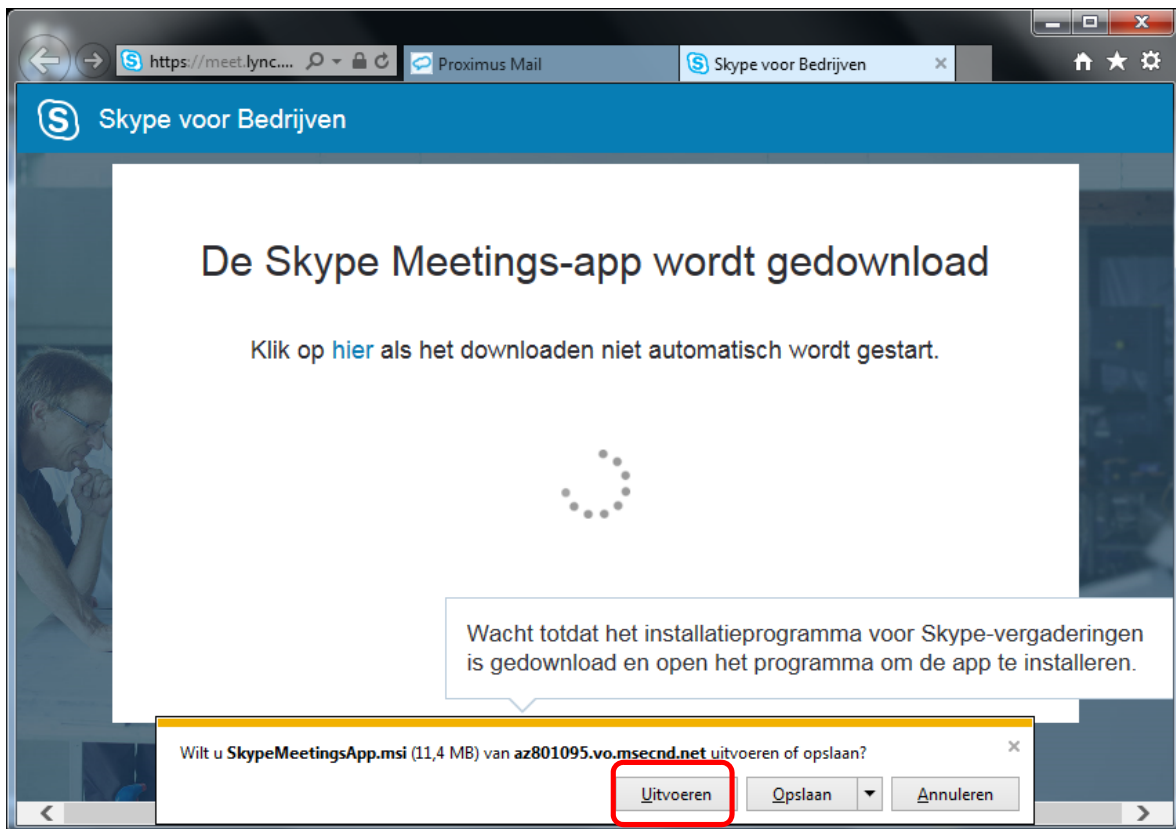 https://meet.lync....
Proximus Mail
Skype voor Bedrijven
S Skype voor Bedrijven
De Skype Meetings-app wordt gedownload
Klik op hier als het downloaden niet automatisch wordt gestart.
Wacht totdat het installatieprogramma voor Skype-vergaderingen
is gedownload en open het programma om de app te installeren.
Wilt u SkypeMeetingsApp.msi (11,4 MB) van az801095.vo.msecnd.net uitvoeren of opslaan?
Uitvoeren
Opslaan
Annuleren